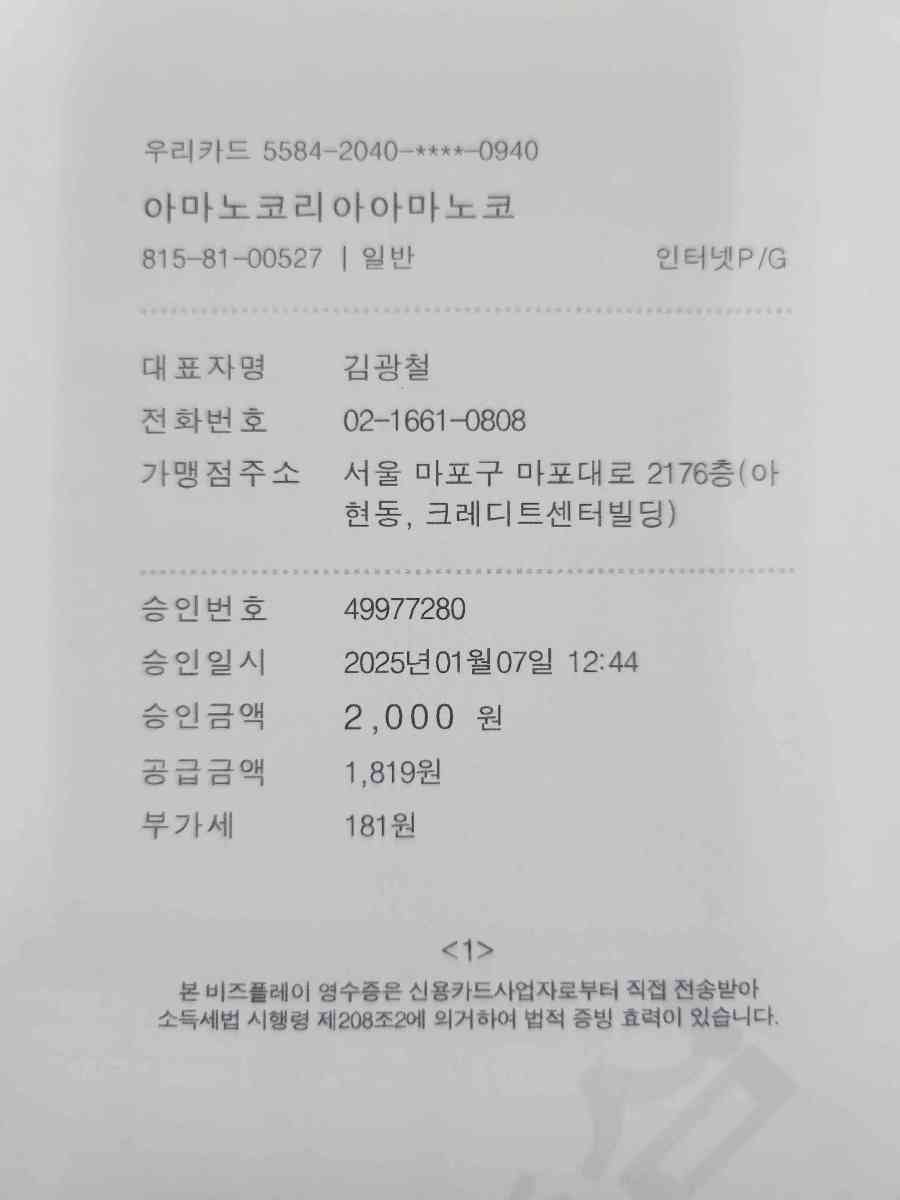 우리카드 5584-2040-****-0940
아마노코리아아마노코
815-81-00527 | 일반 인터넷P/G
대표자명 김광철
전화번호 02-1661-0808
가맹점주소 서울 마포구 마포대로 2176층(아
현동, 크레디트센터빌딩)
승인번호 49977280
승인일시 2025년01월07일 12:44
승인금액 2,000 원
공급금액 1,819원
부가세 181원
<1>
본 비즈플레이 영수증은 신용카드사업자로부터 직접 전송받아
소득세법 시행령 제208조2에 의거하여 법적 증빙 효력이 있습니다.